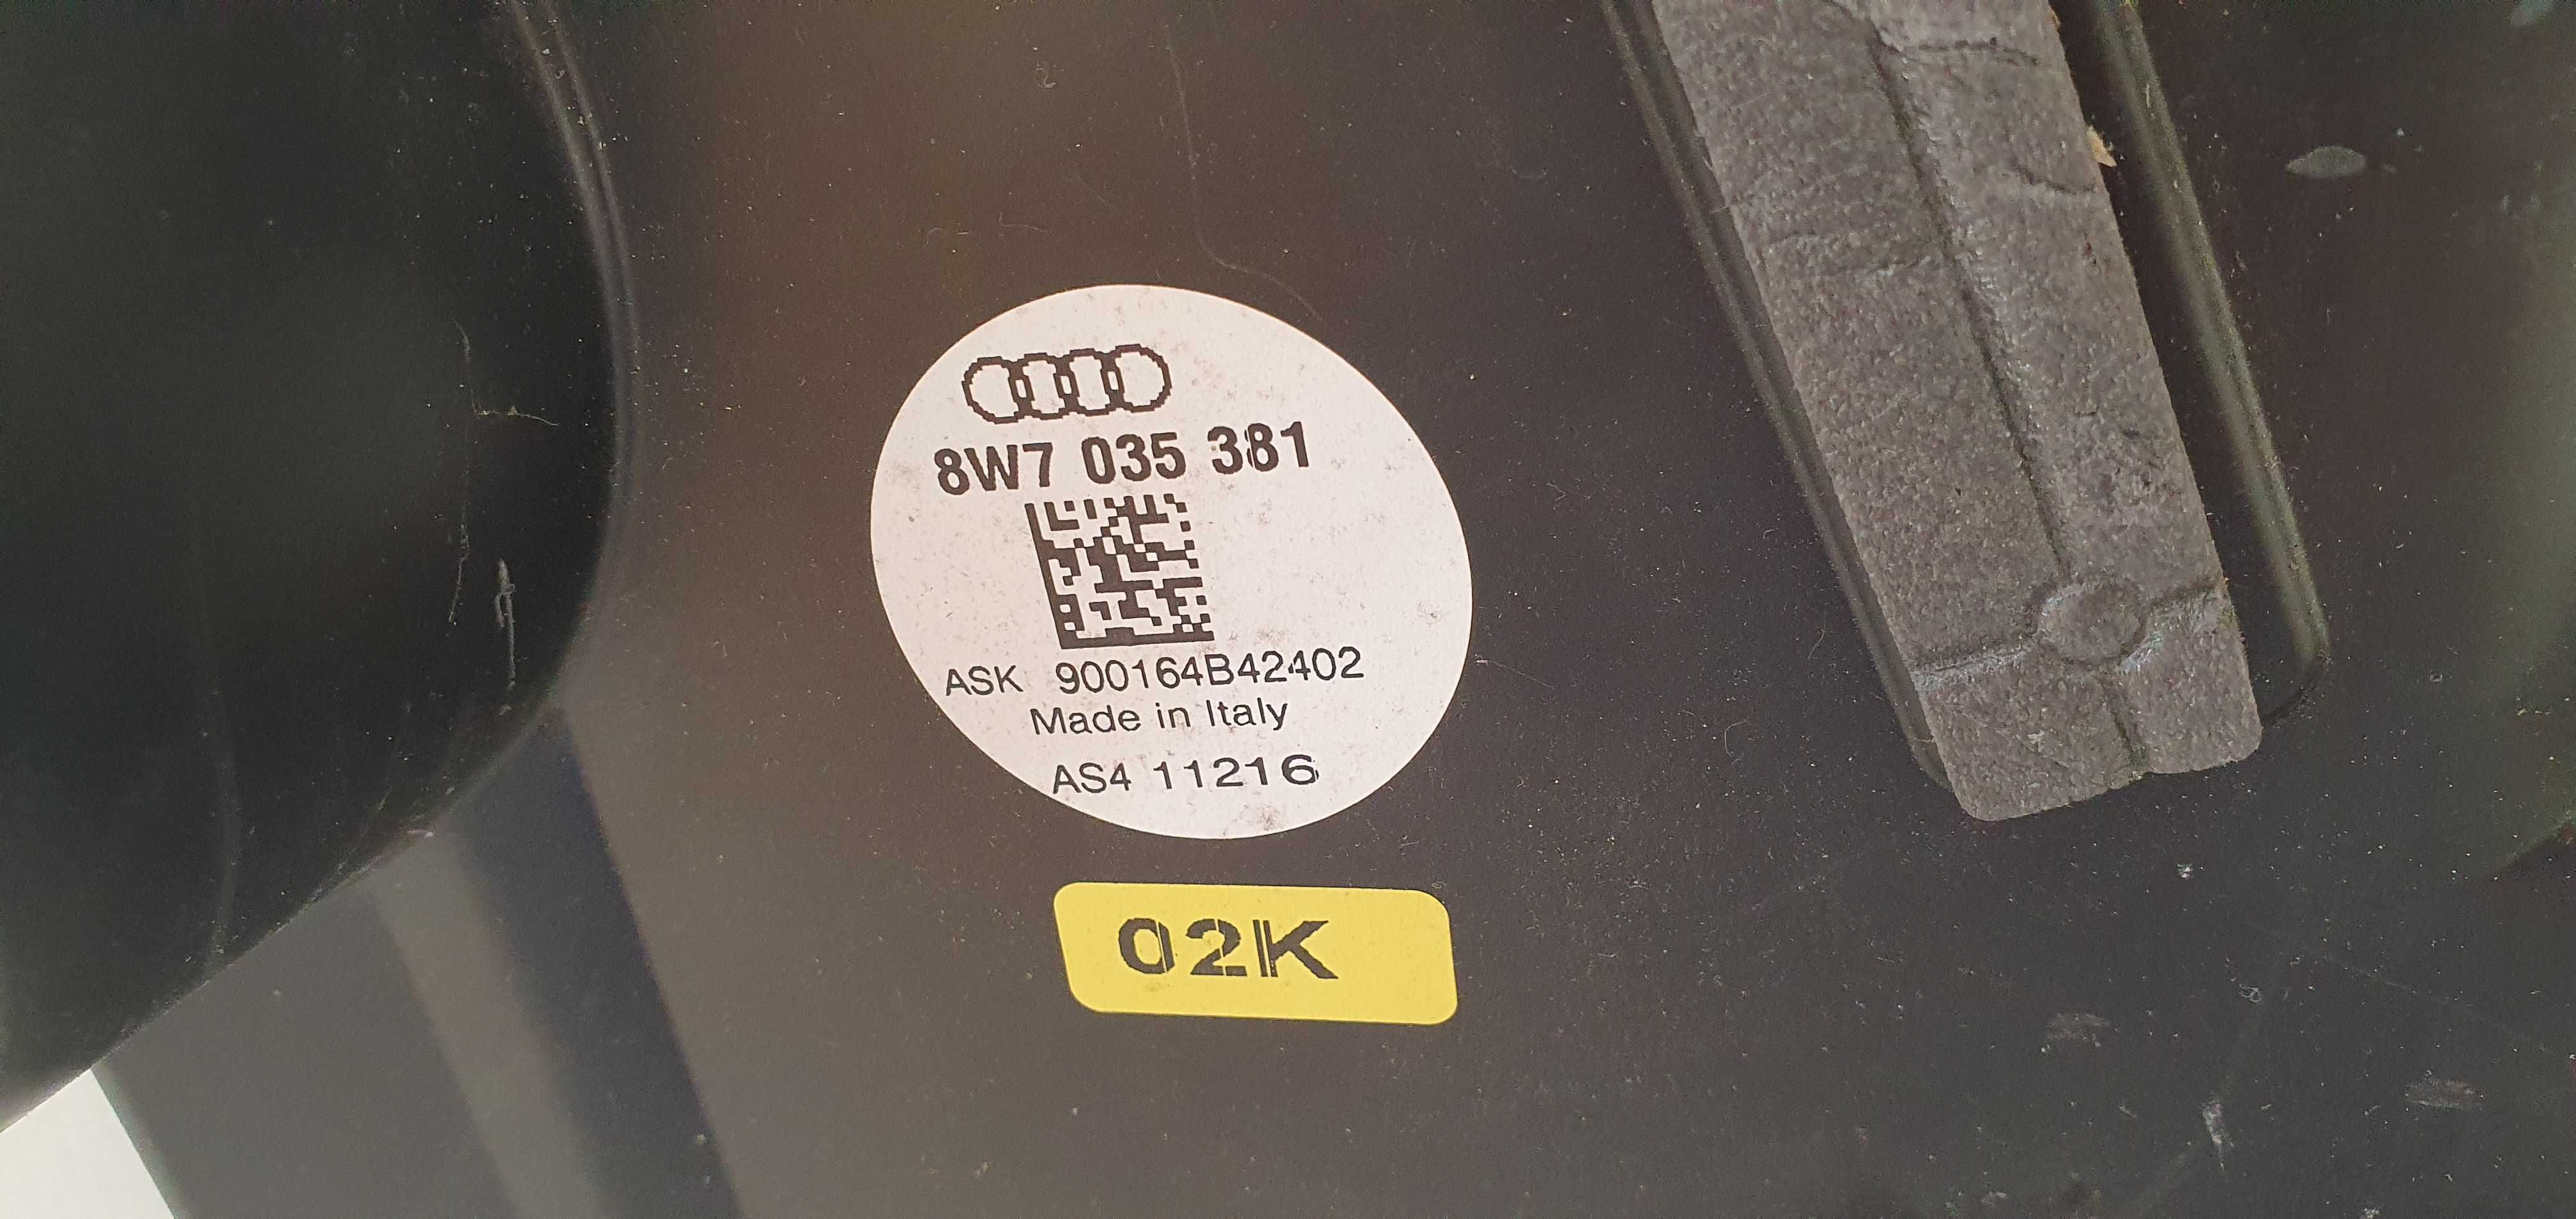 8W7 035 381
ASK 900164B42402
Made in Italy
AS4 11216
02K